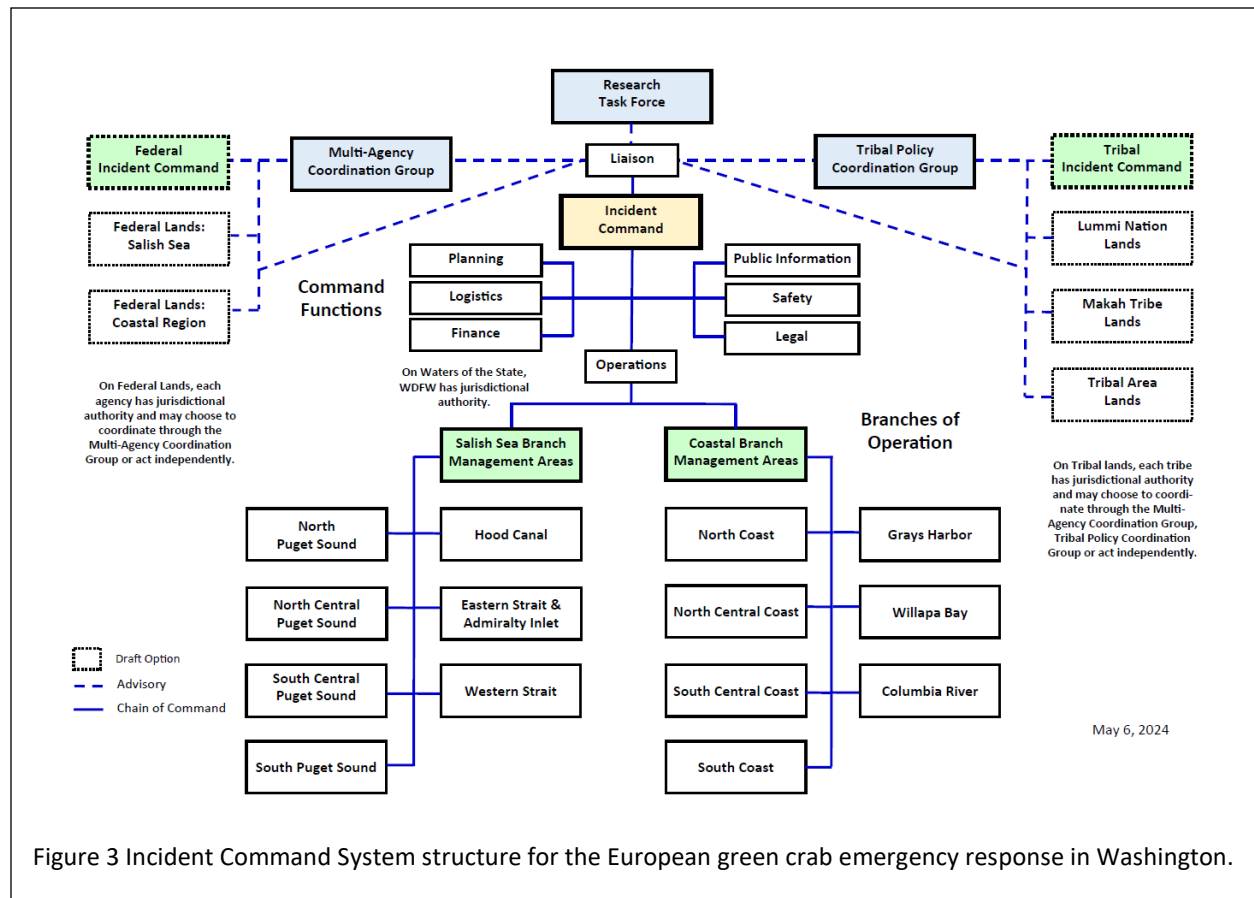 Research
Task Force
Federal
Incident Command
Multi-Agency
Coordination Group
Liaison
Tribal Policy
Coordination Group
Tribal
Incident Command
Incident
Command
Federal Lands:
Salish Sea
Lummi Nation
Lands
Planning
Public Information
Command
Functions
Logistics
Safety
Federal Lands:
Coastal Region
Makah Tribe
Lands
Finance
Legal
On Waters of the State,
WDFW has jurisdictional
authority.
Operations
Tribal Area
Lands
On Federal Lands, each
agency has jurisdictional
authority and may choose to
coordinate through the
Multi-Agency Coordination
Group or act independently.
Branches of
Operation
Salish Sea Branch
Management Areas
Coastal Branch
Management Areas
On Tribal lands, each tribe
has jurisdictional authority
and may choose to coordi-
nate through the Multi-
Agency Coordination Group,
Tribal Policy Coordination
Group or act independently.
North
Puget Sound
Hood Canal
North Coast
Grays Harbor
North Central
Puget Sound
Eastern Strait &
Admiralty Inlet
North Central Coast
Willapa Bay
South Central
Puget Sound
Western Strait
South Central Coast
Columbia River
South Puget Sound
South Coast
Draft Option
Advisory
Chain of Command
May 6, 2024
Figure 3 Incident Command System structure for the European green crab emergency response in Washington.